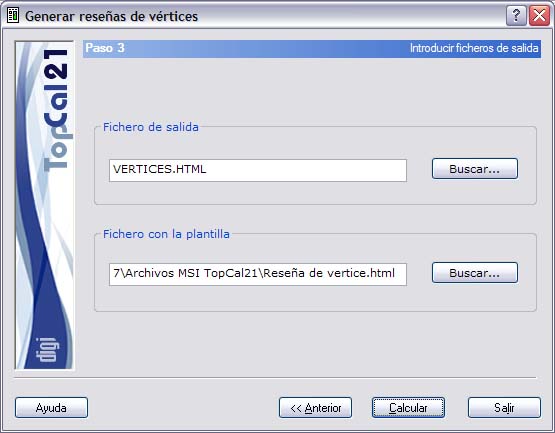 Generar reseñas de vértices
Paso 3
Introducir ficheros de salida
TopCal21
digi
Fichero de salida
VERTICES.HTML
Buscar...
Fichero con la plantilla
7\Archivos MSI TopCal21\Reseña de vertice.html
Buscar...
Ayuda
<< Anterior
Calcular
Salir